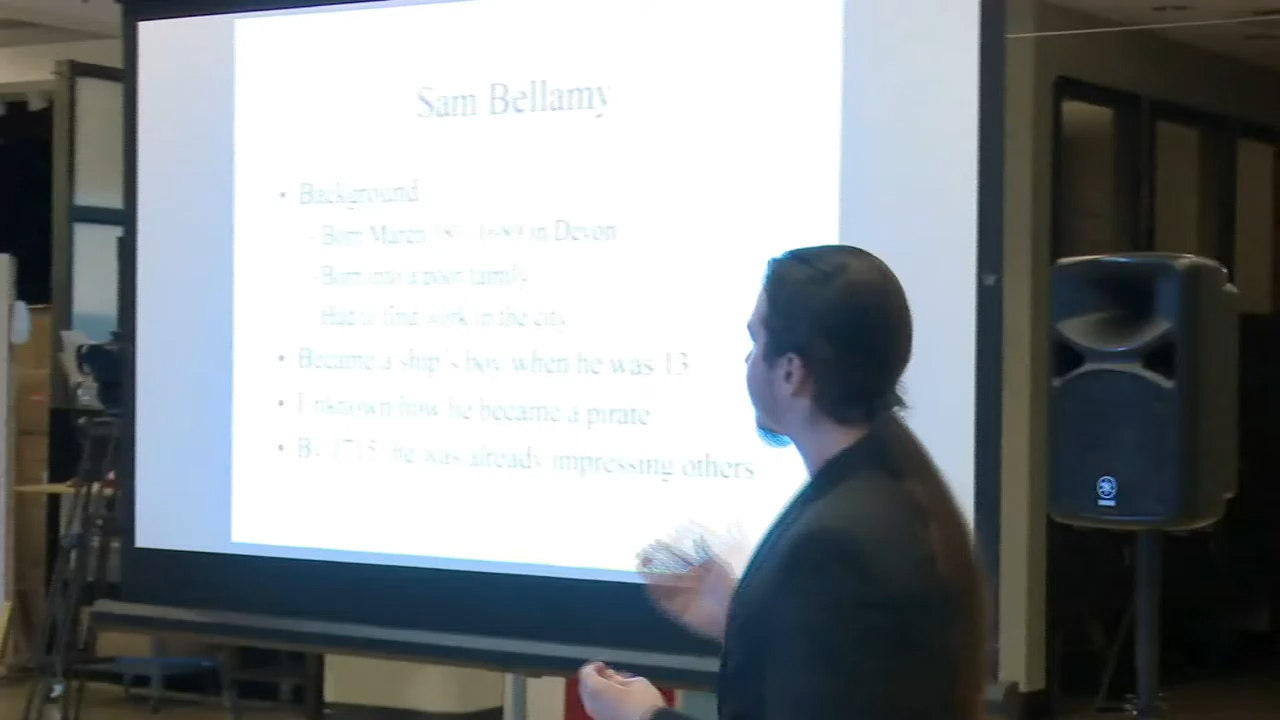 Sam Bellamy
• Background
- Born March, in Devon
- Born into a poor family
- Had to find work in the city
• Became a ship's boy when he was 13
• Unknown how he became a pirate
• By 1715, he was already impressing others